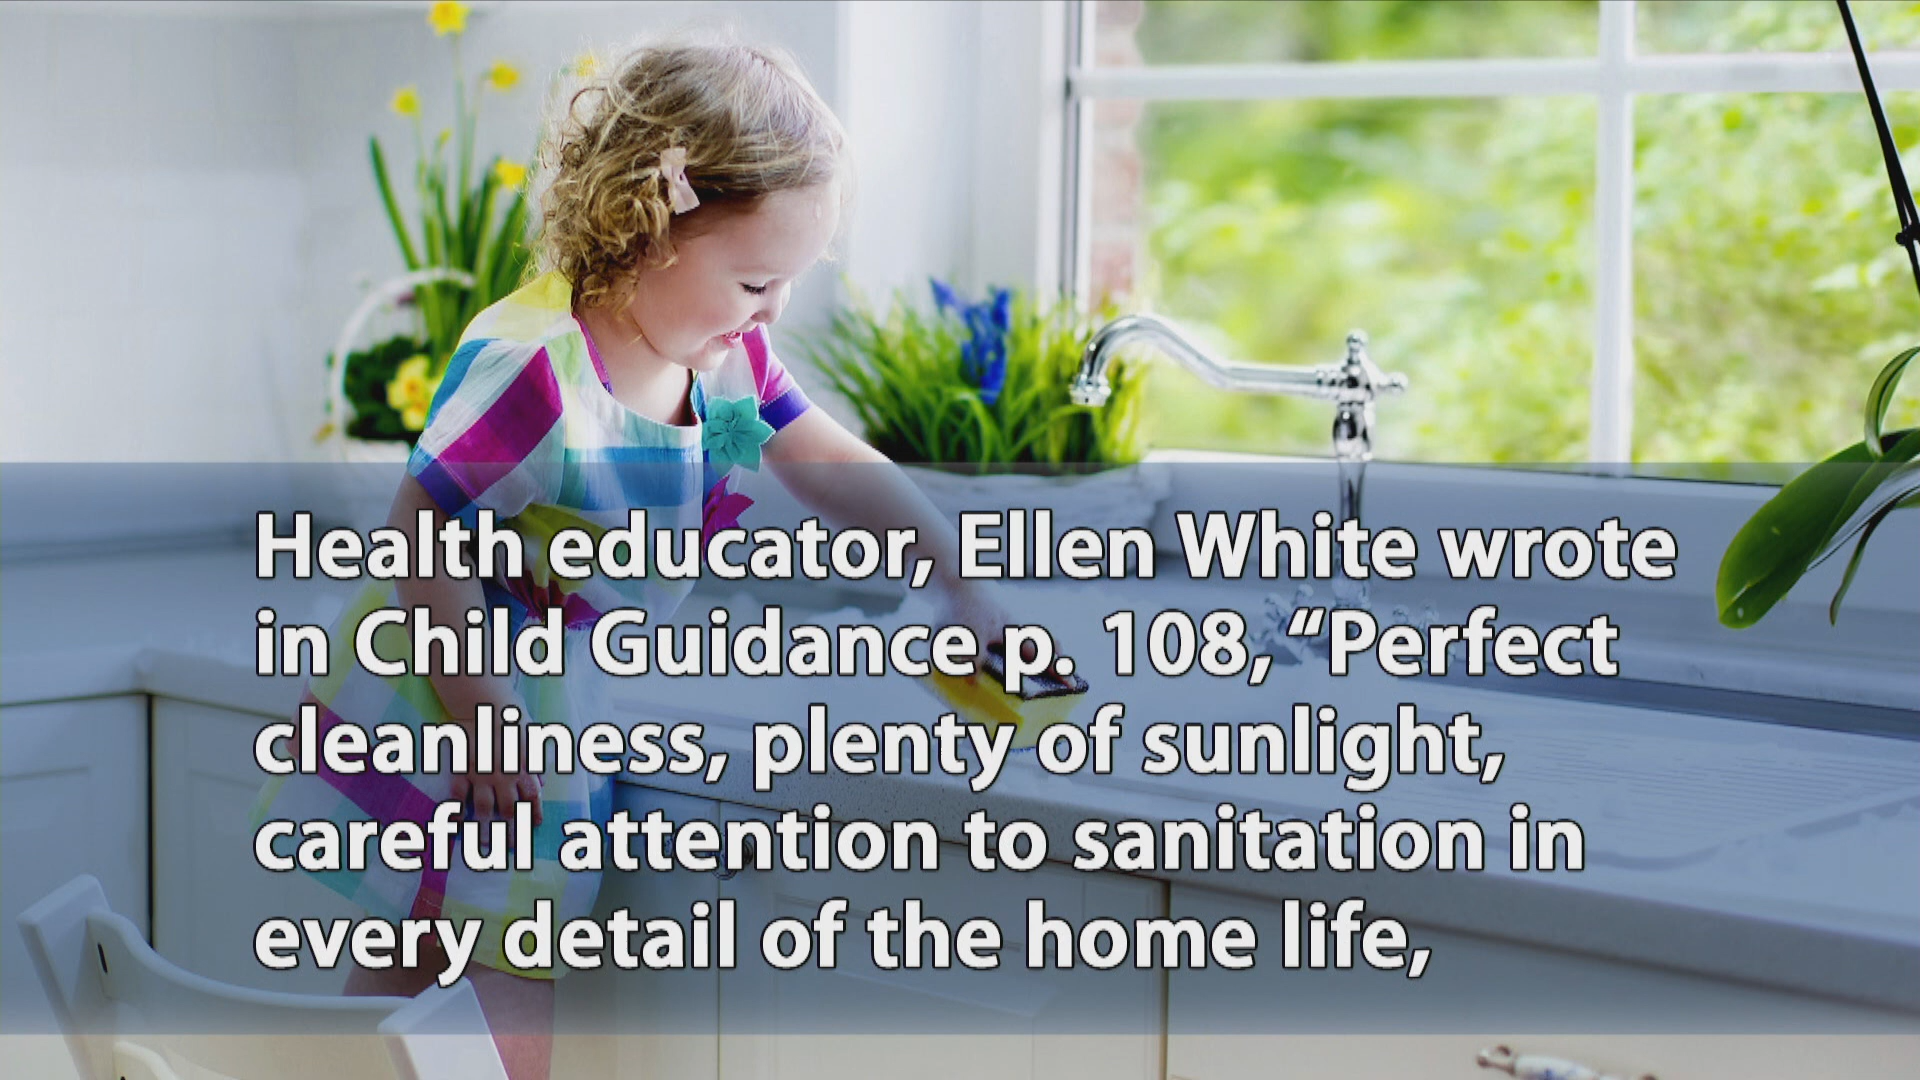 Health educator, Ellen White wrote
in Child Guidance p. 108, “Perfect
cleanliness, plenty of sunlight,
careful attention to sanitation in
every detail of the home life,